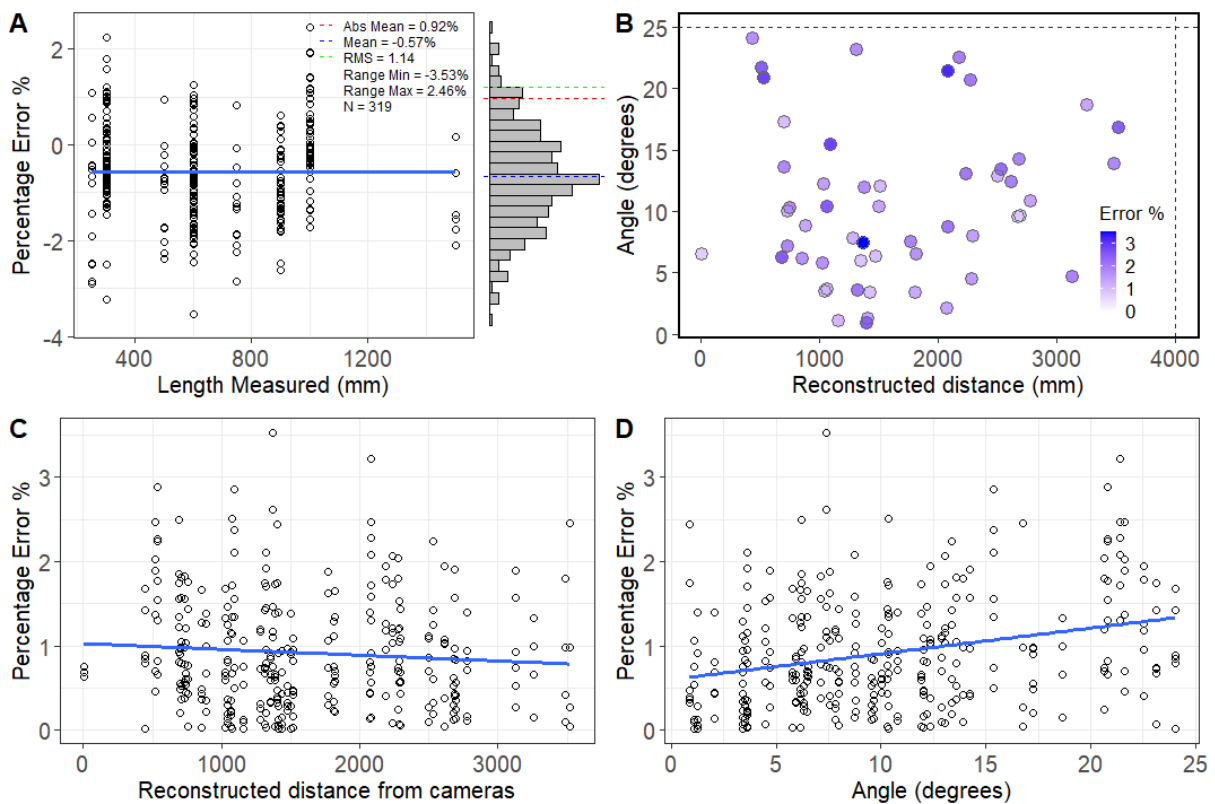 A
Abs Mean = 0.92%
Mean = -0.57%
RMS = 1.14
Range Min = -3.53%
Range Max = 2.46%
N = 319
Percentage Error %
2
0
-2
-4
400
800
1200
Length Measured (mm)
B
Angle (degrees)
25
20
15
10
5
0
Error %
3
2
1
0
0
1000
2000
3000
4000
Reconstructed distance (mm)
C
Percentage Error %
3
2
1
0
0
1000
2000
3000
Reconstructed distance from cameras
D
Percentage Error %
3
2
1
0
0
5
10
15
20
25
Angle (degrees)